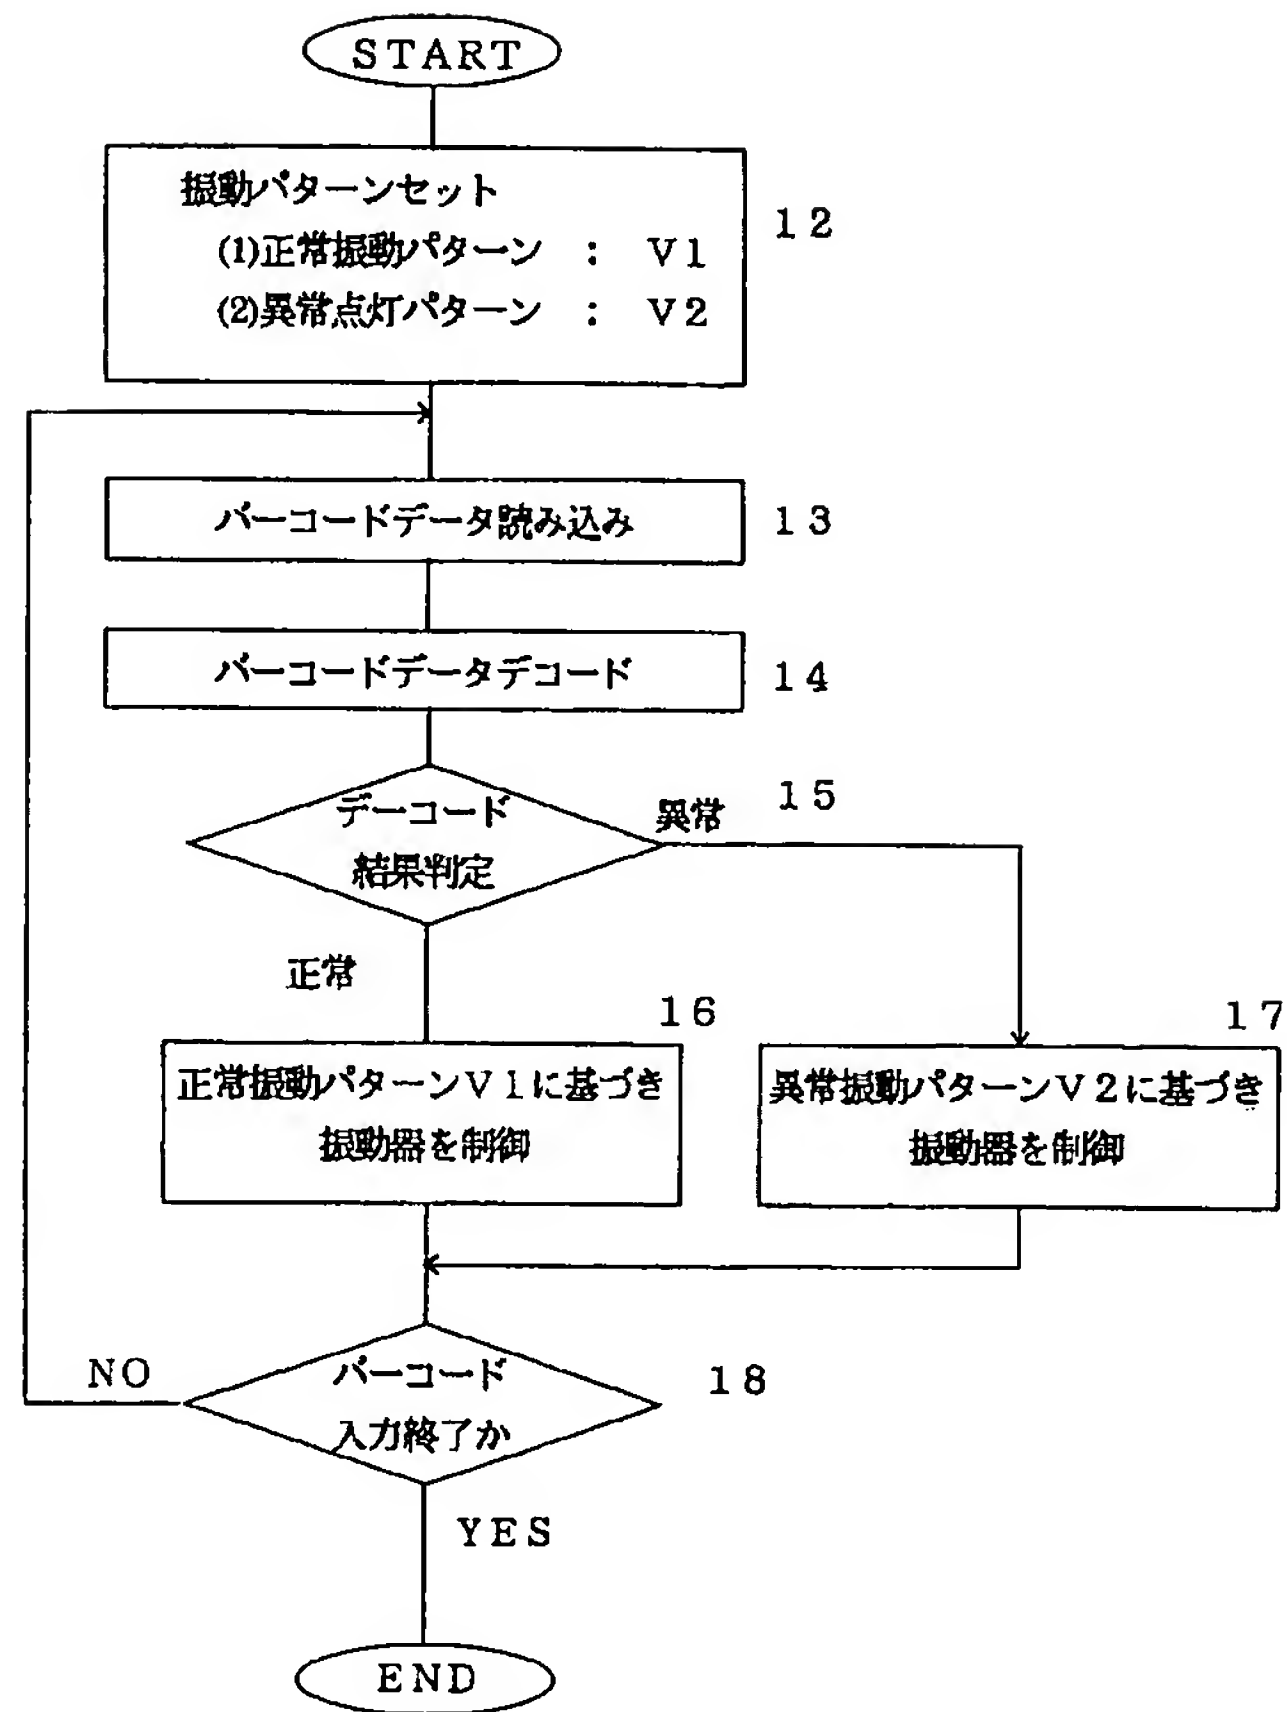 START
振動パターンセット
(1)正常振動パターン : V1
(2)異常点灯パターン : V2
12
バーコードデータ読み込み
13
バーコードデータデコード
14
デーコード
結果判定
異常
15
正常
16
17
正常振動パターンV1に基づき
振動器を制御
異常振動パターンV2に基づき
振動器を制御
バーコード
入力終了か
NO
18
YES
END